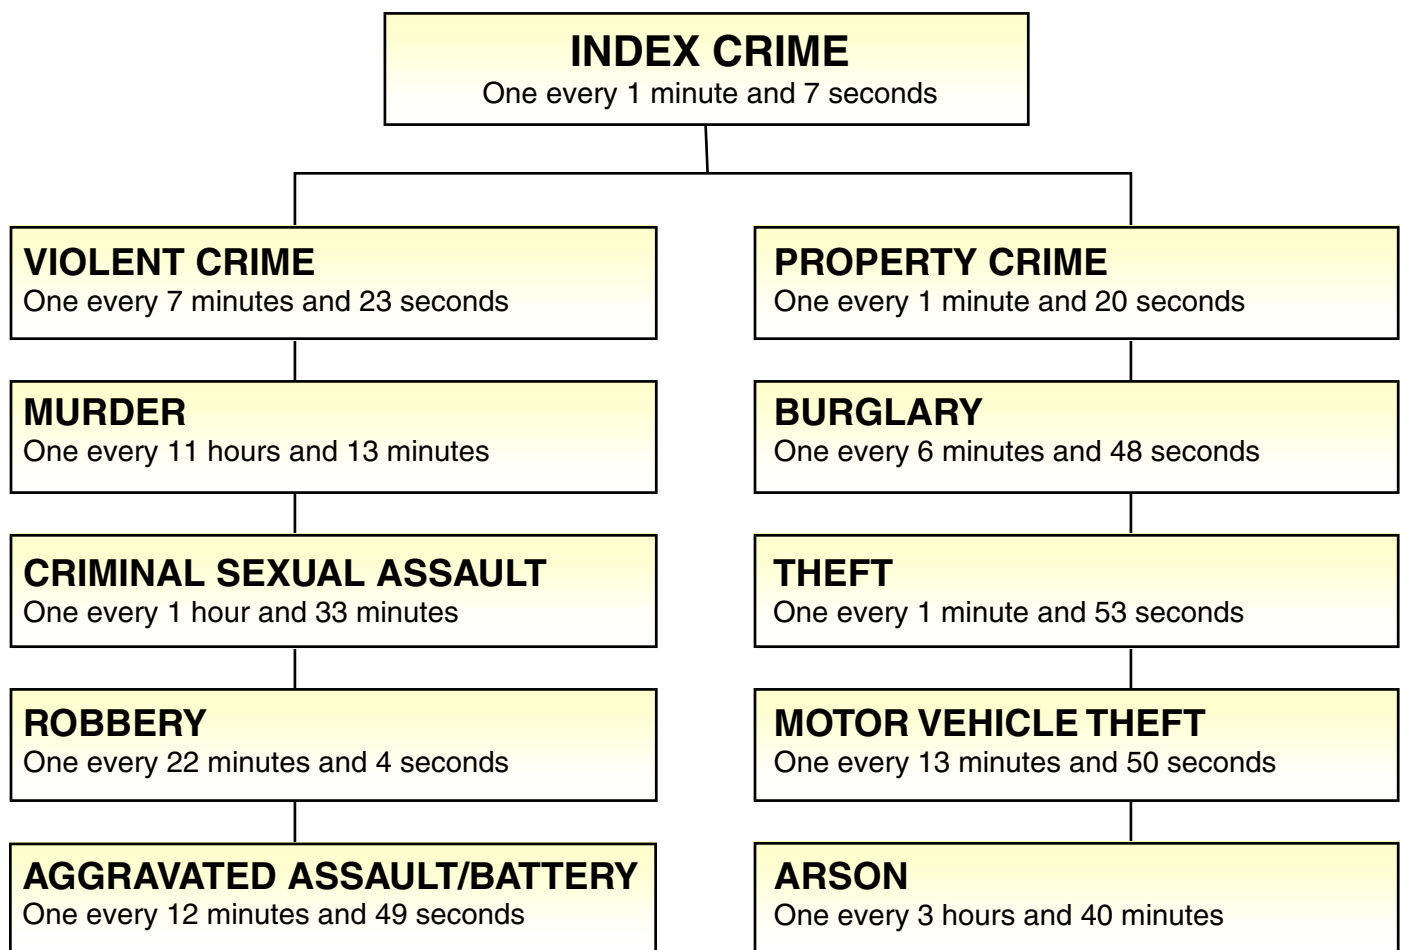 INDEX CRIME
One every 1 minute and 7 seconds
VIOLENT CRIME
One every 7 minutes and 23 seconds
MURDER
One every 11 hours and 13 minutes
CRIMINAL SEXUAL ASSAULT
One every 1 hour and 33 minutes
ROBBERY
One every 22 minutes and 4 seconds
AGGRAVATED ASSAULT/BATTERY
One every 12 minutes and 49 seconds
PROPERTY CRIME
One every 1 minute and 20 seconds
BURGLARY
One every 6 minutes and 48 seconds
THEFT
One every 1 minute and 53 seconds
MOTOR VEHICLE THEFT
One every 13 minutes and 50 seconds
ARSON
One every 3 hours and 40 minutes